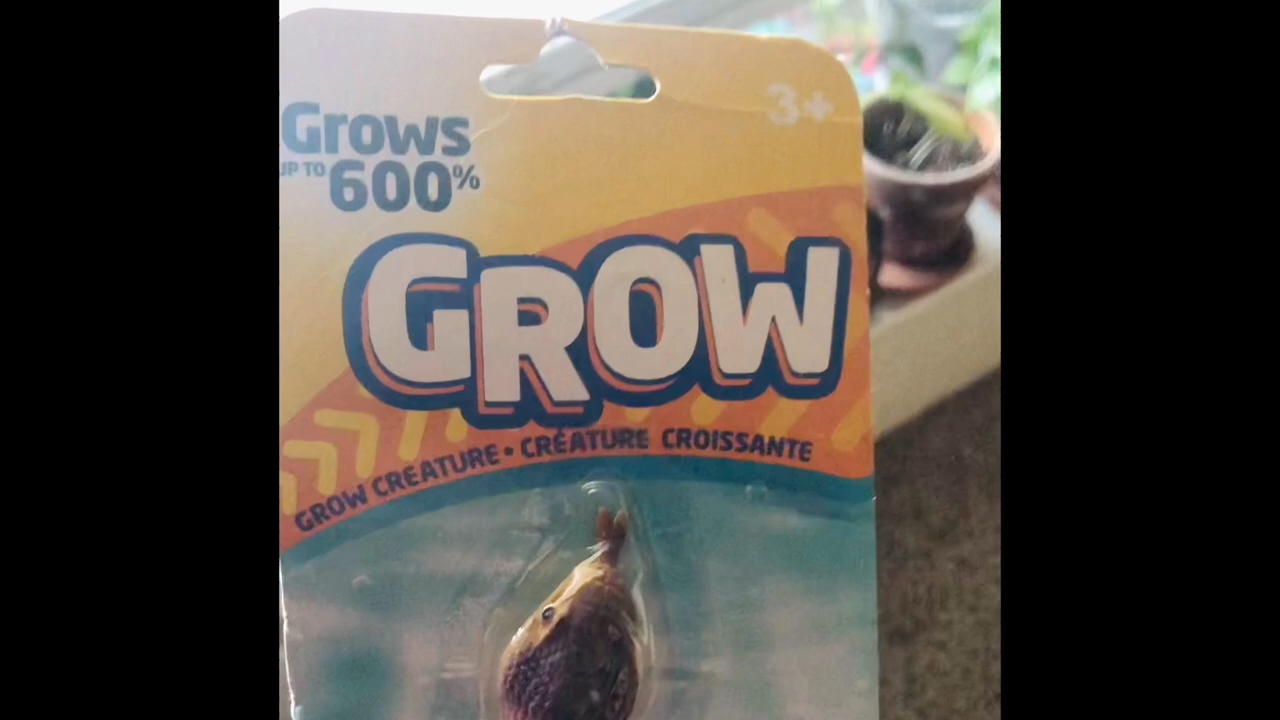 3+
Grows
UP TO 600%
GROW
GROW CREATURE • CRÉATURE CROISSANTE